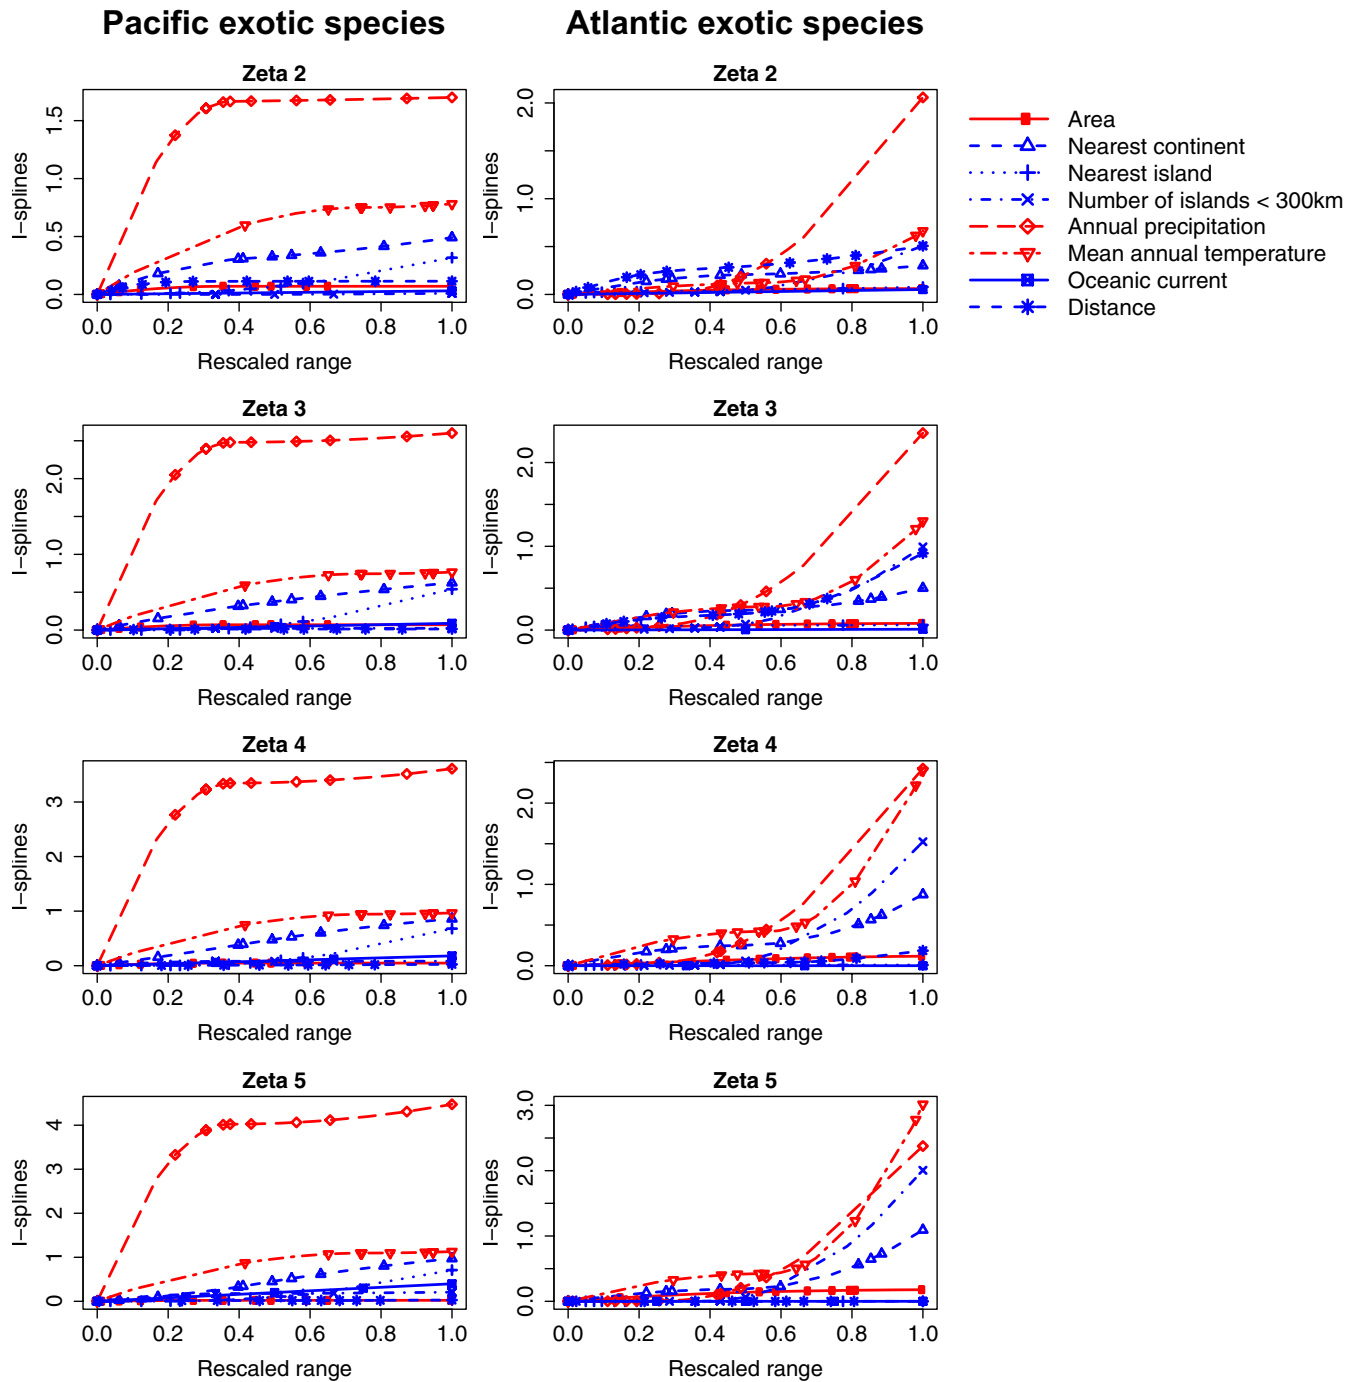 Pacific exotic species
Atlantic exotic species
Zeta 2
I-splines
0.0 0.5 1.0 1.5
0.0 0.2 0.4 0.6 0.8 1.0
Rescaled range
Zeta 2
I-splines
0.0 1.0 2.0
0.0 0.2 0.4 0.6 0.8 1.0
Rescaled range
Area
Nearest continent
Nearest island
Number of islands < 300km
Annual precipitation
Mean annual temperature
Oceanic current
Distance
Zeta 3
I-splines
0.0 1.0 2.0
0.0 0.2 0.4 0.6 0.8 1.0
Rescaled range
Zeta 3
I-splines
0.0 1.0 2.0
0.0 0.2 0.4 0.6 0.8 1.0
Rescaled range
Zeta 4
I-splines
0 1 2 3
0.0 0.2 0.4 0.6 0.8 1.0
Rescaled range
Zeta 4
I-splines
0.0 1.0 2.0
0.0 0.2 0.4 0.6 0.8 1.0
Rescaled range
Zeta 5
I-splines
0 1 2 3 4
0.0 0.2 0.4 0.6 0.8 1.0
Rescaled range
Zeta 5
I-splines
0.0 1.0 2.0 3.0
0.0 0.2 0.4 0.6 0.8 1.0
Rescaled range